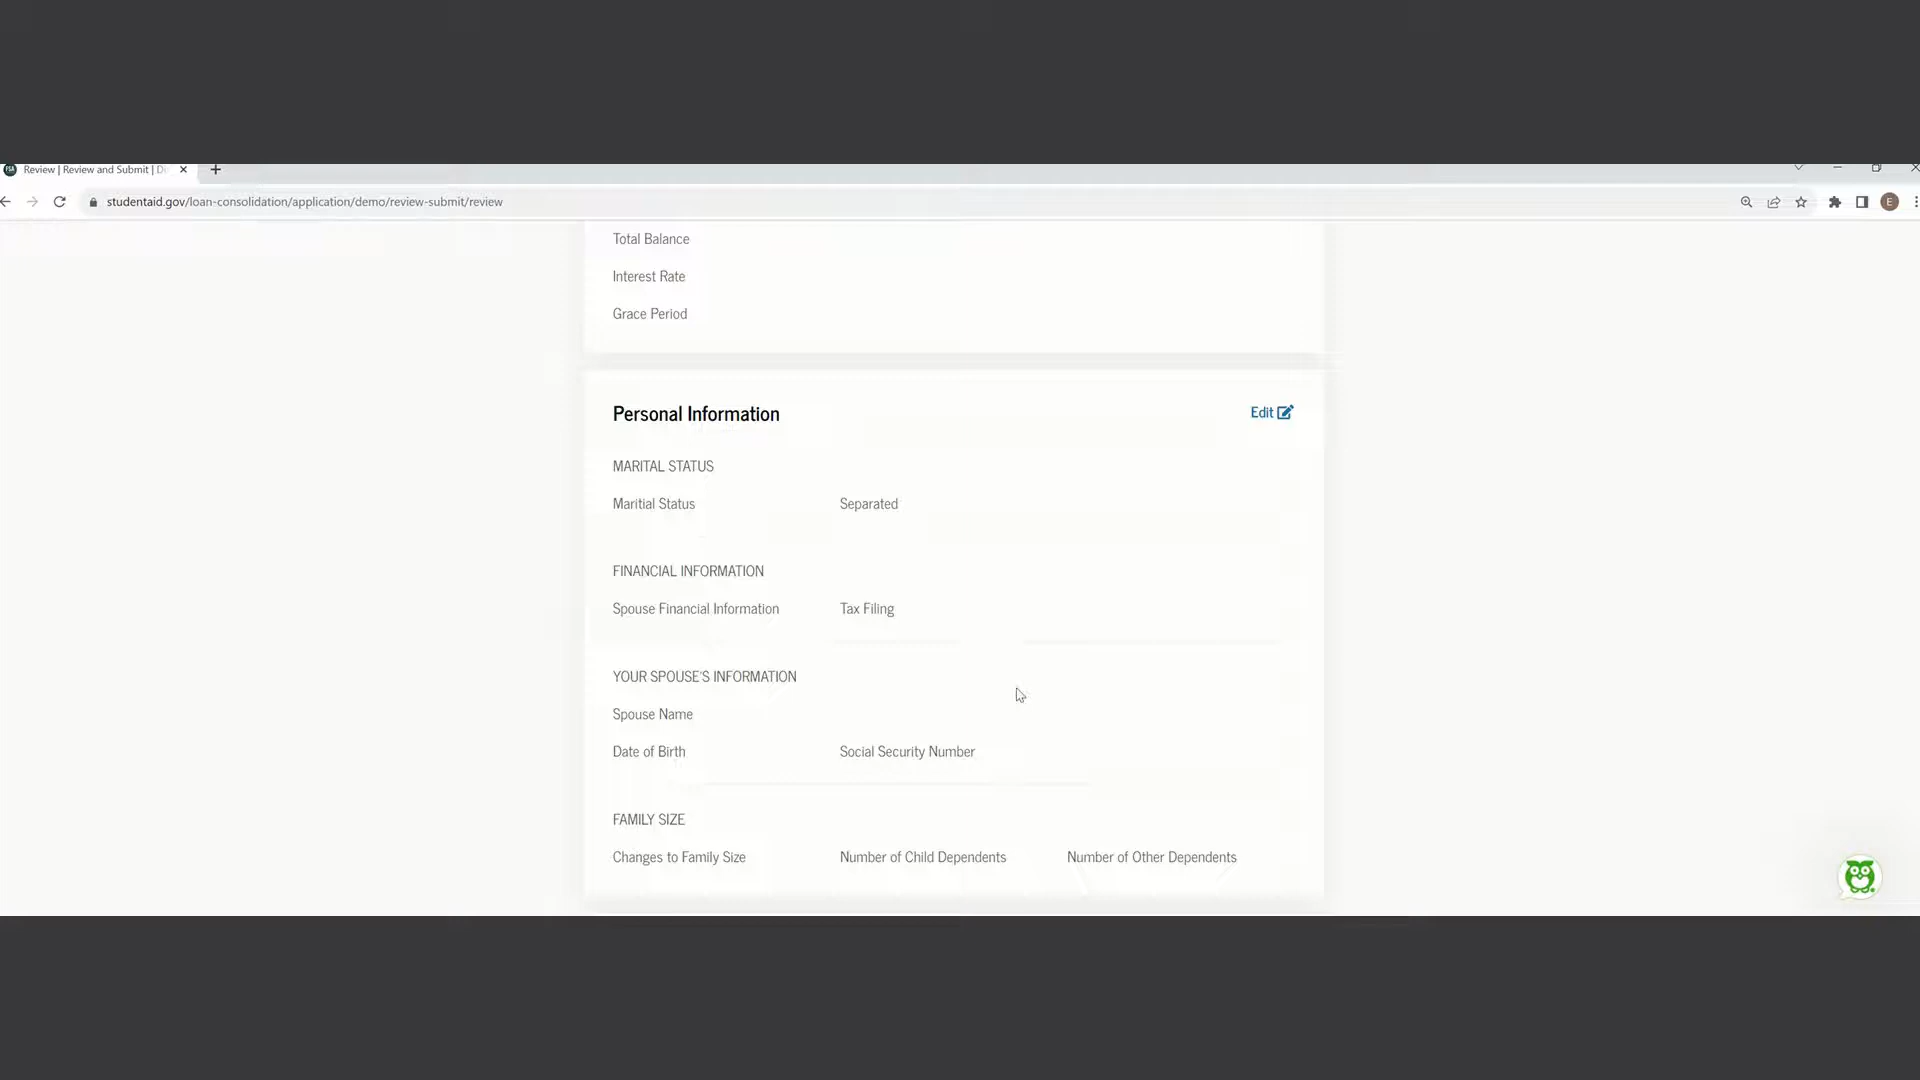 Review | Review and Submit | Di
studentaid.gov/loan-consolidation/application/demo/review-submit/review
E
Total Balance
Interest Rate
Grace Period
Personal Information
Edit
MARITAL STATUS
Maritial Status Separated
FINANCIAL INFORMATION
Spouse Financial Information Tax Filing
YOUR SPOUSE'S INFORMATION
Spouse Name
Date of Birth Social Security Number
FAMILY SIZE
Changes to Family Size Number of Child Dependents Number of Other Dependents